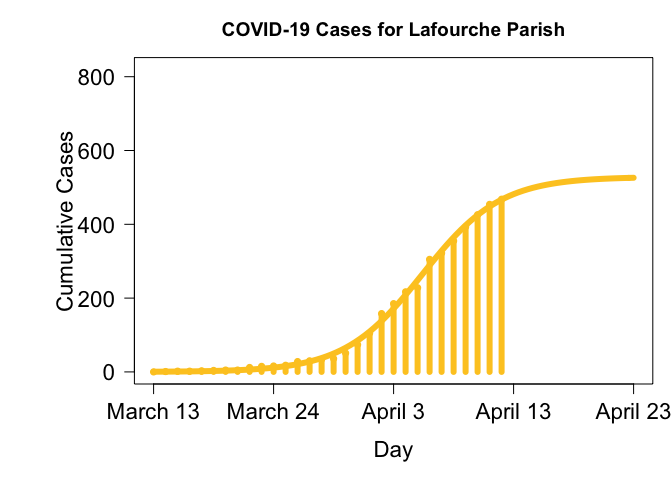 COVID-19 Cases for Lafourche Parish
Cumulative Cases
800
600
400
200
0
March 13
March 24
April 3
April 13
April 23
Day